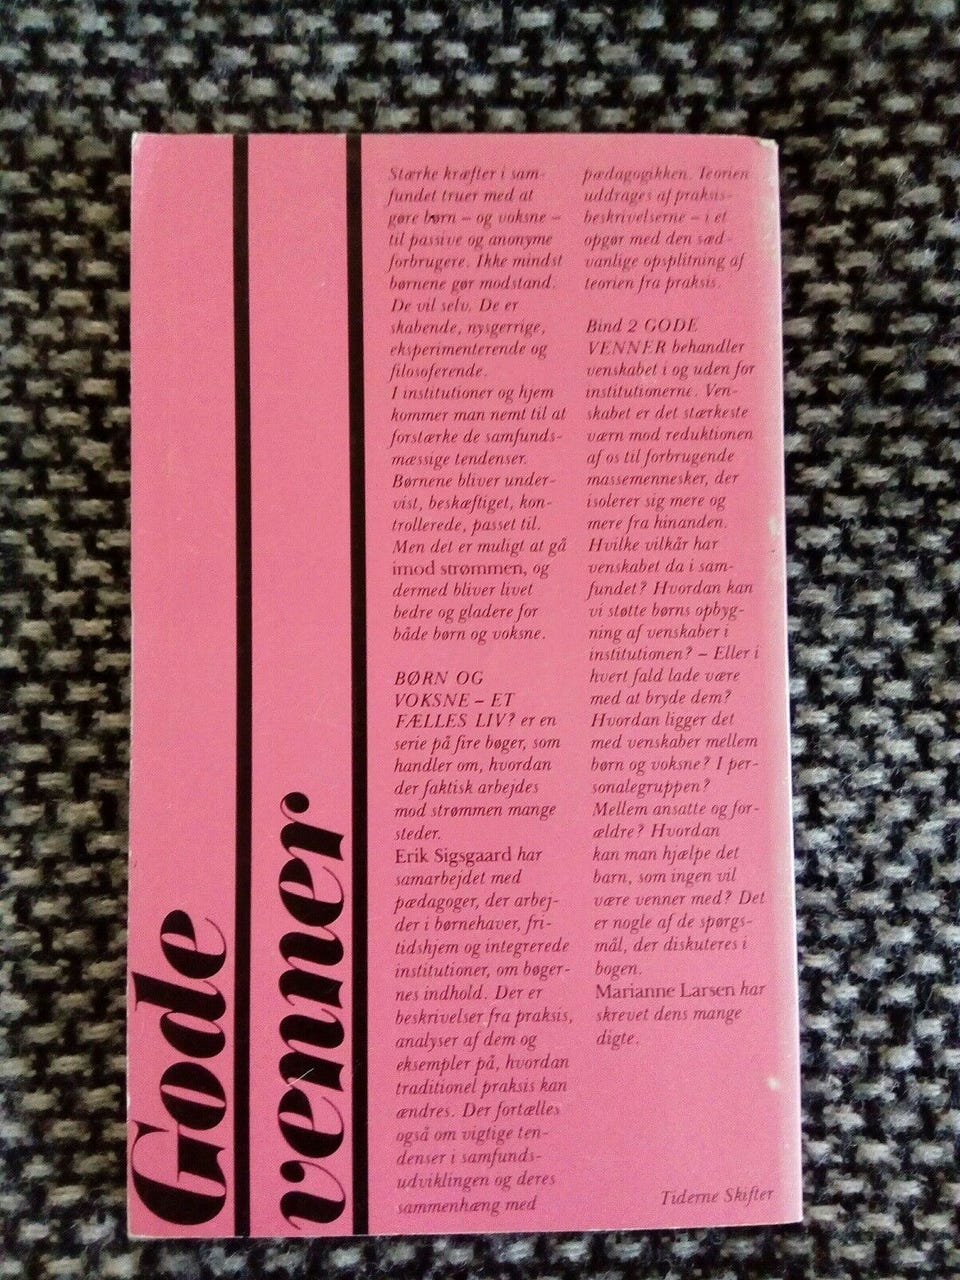 Gode
venner
Stærke kræfter i sam-
fundet truer med at
gøre børn – og voksne –
til passive og anonyme
forbrugere. Ikke mindst
børnene gør modstand.
De vil selv. De er
skabende, nysgerrige,
eksperimenterende og
filosoferende.
I institutioner og hjem
kommer man nemt til at
forstærke de samfunds-
mæssige tendenser.
Børnene bliver under-
vist, beskæftiget, kon-
trollerede, passet til.
Men det er muligt at gå
imod strømmen, og
dermed bliver livet
bedre og gladere for
både børn og voksne.
BØRN OG
VOKSNE – ET
FÆLLES LIV? er en
serie på fire bøger, som
handler om, hvordan
der faktisk arbejdes
mod strømmen mange
steder.
Erik Sigsgaard har
samarbejdet med
pædagoger, der arbej-
der i børnehaver, fri-
tidshjem og integrerede
institutioner, om bøger-
nes indhold. Der er
beskrivelser fra praksis,
analyser af dem og
eksempler på, hvordan
traditionel praksis kan
ændres. Der fortælles
også om vigtige ten-
denser i samfunds-
udviklingen og deres
sammenhæng med
pædagogikken. Teorien
uddrages af praksis-
beskrivelserne – i et
opgør med den sæd-
vanlige opsplitning af
teorien fra praksis.
Bind 2 GODE
VENNER behandler
venskabet i og uden for
institutionerne. Ven-
skabet er det stærkeste
værn mod reduktionen
af os til forbrugende
massemennesker, der
isolerer sig mere og
mere fra hinanden.
Hvilke vilkår har
venskabet da i sam-
fundet? Hvordan kan
vi støtte børns opbyg-
ning af venskaber i
institutionen? – Eller i
hvert fald lade være
med at bryde dem?
Hvordan ligger det
med venskaber mellem
børn og voksne? I per-
sonalegruppen?
Mellem ansatte og for-
ældre? Hvordan
kan man hjælpe det
barn, som ingen vil
være venner med? Det
er nogle af de spørgs-
mål, der diskuteres i
bogen.
Marianne Larsen har
skrevet dens mange
digte.
Tiderne Skifter